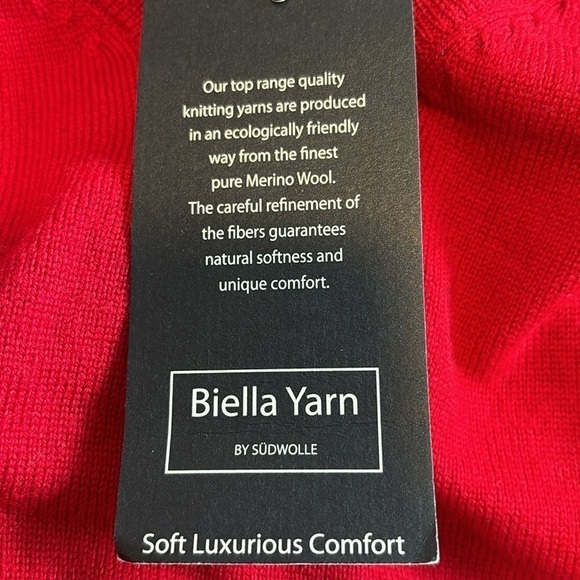 Our top range quality
knitting yarns are produced
in an ecologically friendly
way from the finest
pure Merino Wool.
The careful refinement of
the fibers guarantees
natural softness and
unique comfort.
Biella Yarn
BY SÜDWOLLE
Soft Luxurious Comfort